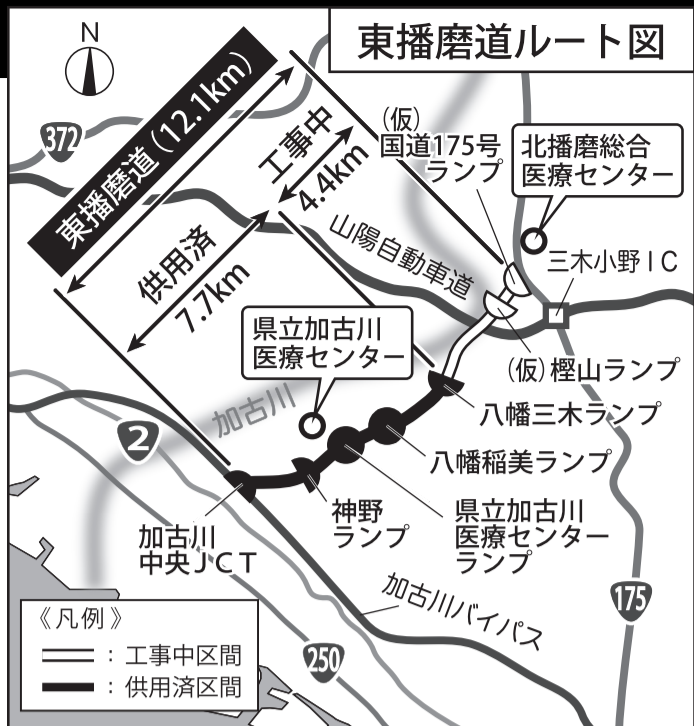 東播磨道ルート図
N
372
東播磨道(12.1km)
工事中
4.4km
供用済
7.7km
(仮)
国道175号
ランプ
北播磨総合
医療センター
山陽自動車道
三木小野IC
県立加古川
医療センター
(仮)樫山ランプ
加古川
八幡三木ランプ
2
八幡稲美ランプ
神野
ランプ
県立加古川
医療センター
ランプ
加古川
中央JCT
加古川バイパス
175
250
《凡例》
:工事中区間
:供用済区間